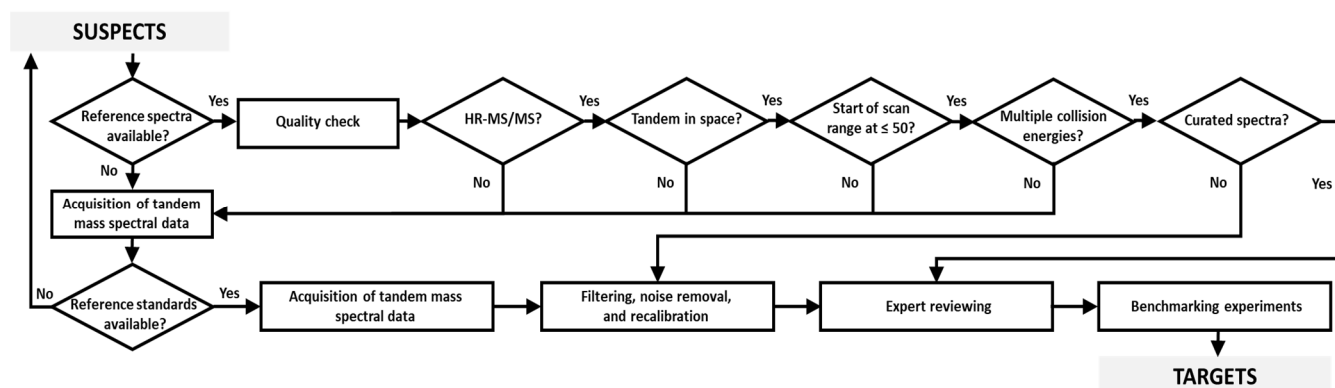 SUSPECTS
Reference spectra
available?
Yes
Quality check
HR-MS/MS?
Yes
Tandem in space?
Yes
Start of scan
range at ≤ 50?
Yes
Multiple collision
energies?
Yes
Curated spectra?
No
No
No
No
No
No
Yes
Acquisition of tandem
mass spectral data
No
Reference standards
available?
Yes
Acquisition of tandem mass
spectral data
Filtering, noise removal,
and recalibration
Expert reviewing
Benchmarking experiments
TARGETS